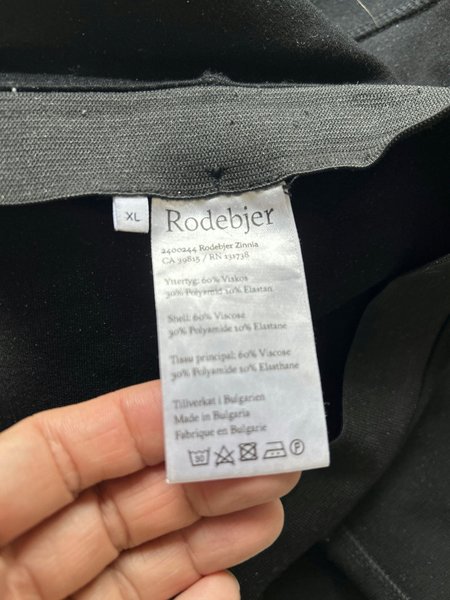 XL
Rodebjer
2400244 Rodebjer Zinnia
CA 39815 / RN 131738
Yttertyg: 60% Viskos
30% Polyamid 10% Elastan
Shell: 60% Viscose
30% Polyamide 10% Elastane
Tissu principal: 60% Viscose
30% Polyamide 10% Elasthane
Tillverkat i Bulgarien
Made in Bulgaria
Fabrique en Bulgarie
30 P